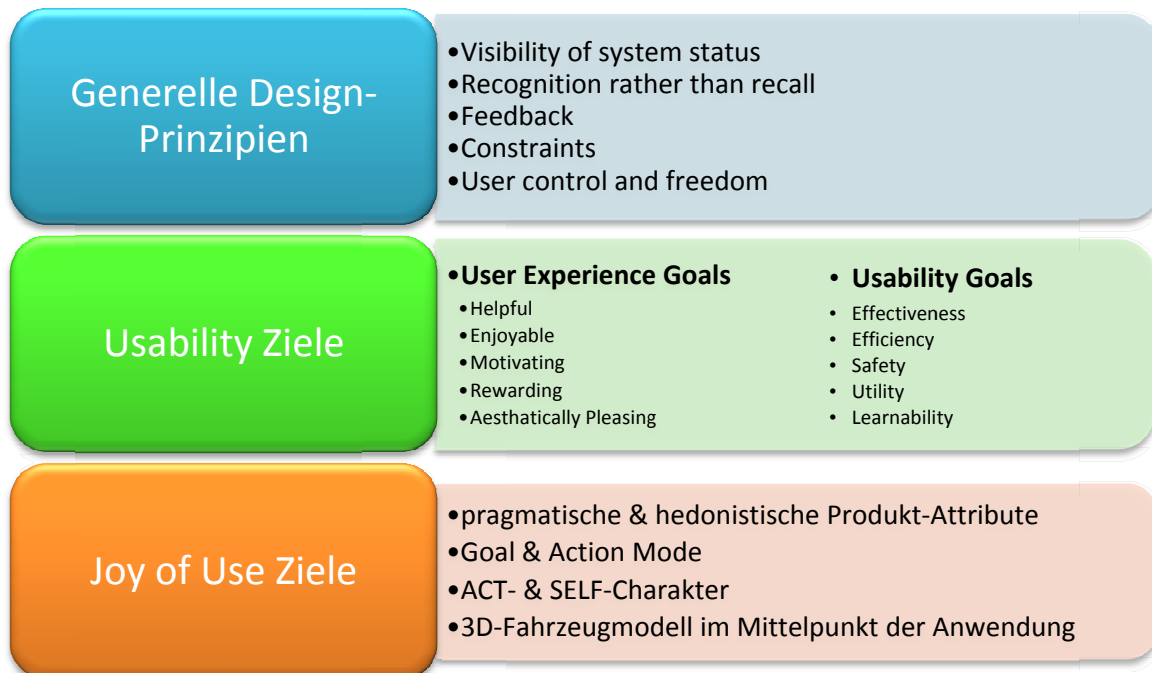 Generelle Design-
Prinzipien
•Visibility of system status
•Recognition rather than recall
•Feedback
•Constraints
•User control and freedom
Usability Ziele
•User Experience Goals
•Helpful
•Enjoyable
•Motivating
•Rewarding
•Aesthatically Pleasing
• Usability Goals
• Effectiveness
• Efficiency
• Safety
• Utility
• Learnability
Joy of Use Ziele
•pragmatische & hedonistische Produkt-Attribute
•Goal & Action Mode
•ACT- & SELF-Charakter
•3D-Fahrzeugmodell im Mittelpunkt der Anwendung